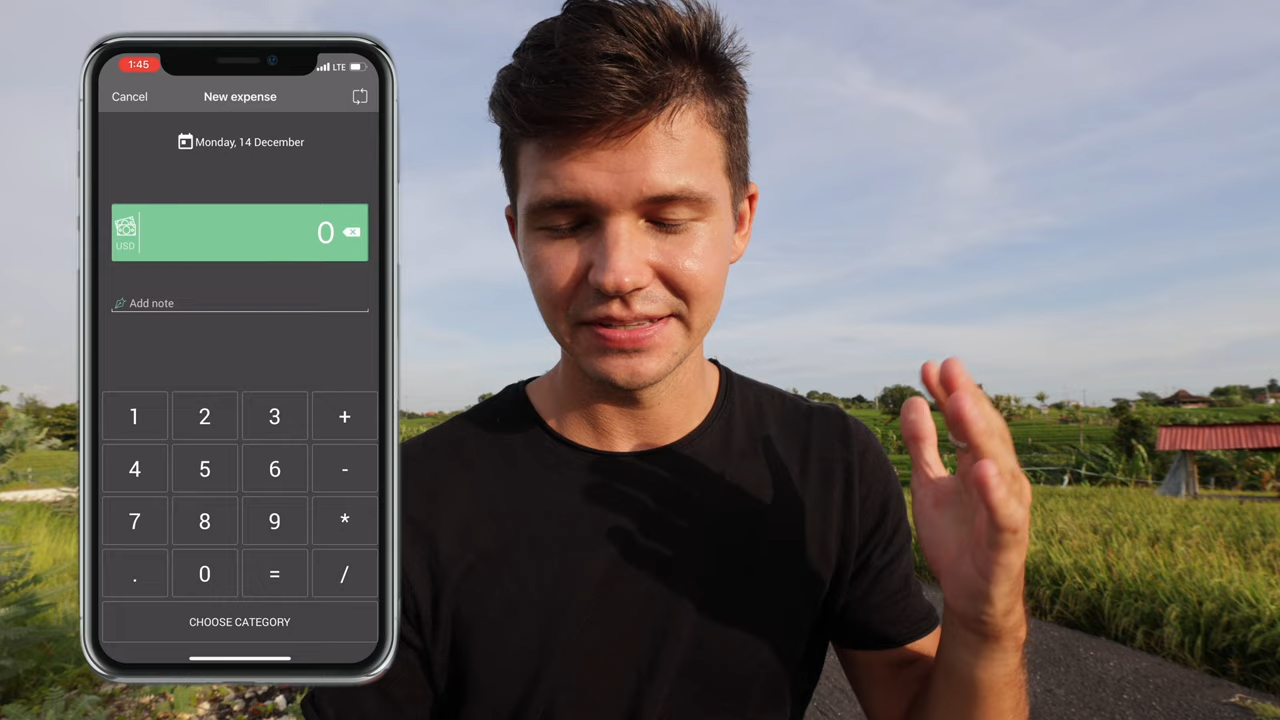 1:45
LTE
Cancel
New expense
Monday, 14 December
USD
0
Add note
1 2 3 +
4 5 6 -
7 8 9 *
. 0 = /
CHOOSE CATEGORY